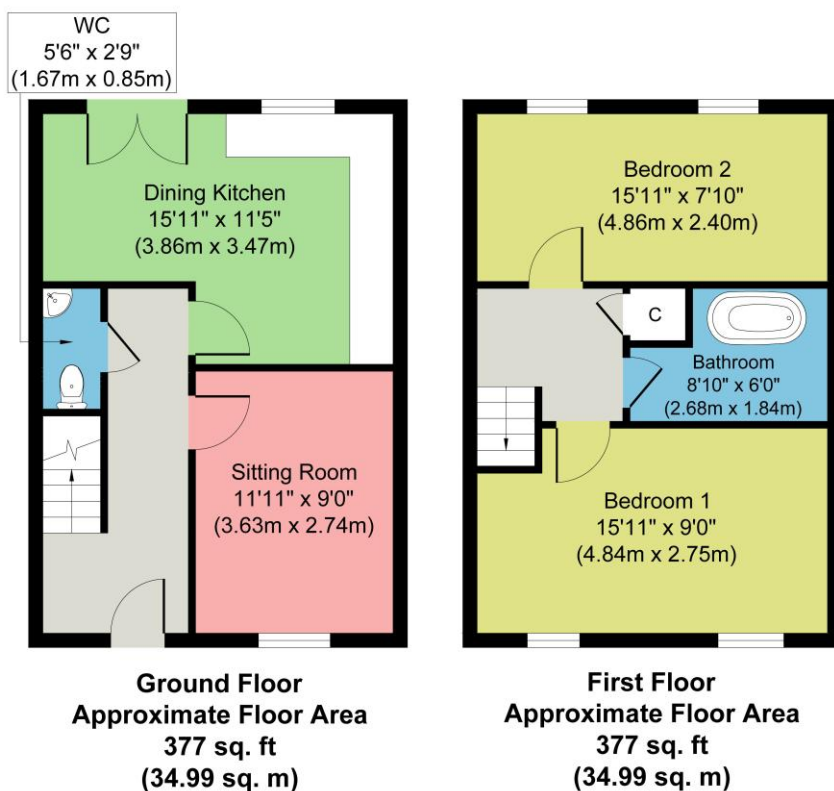 WC
5'6" x 2'9"
(1.67m x 0.85m)
Dining Kitchen
15'11" x 11'5"
(3.86m x 3.47m)
Sitting Room
11'11" x 9'0"
(3.63m x 2.74m)
Ground Floor
Approximate Floor Area
377 sq. ft
(34.99 sq. m)
Bedroom 2
15'11" x 7'10"
(4.86m x 2.40m)
C
Bathroom
8'10" x 6'0"
(2.68m x 1.84m)
Bedroom 1
15'11" x 9'0"
(4.84m x 2.75m)
First Floor
Approximate Floor Area
377 sq. ft
(34.99 sq. m)